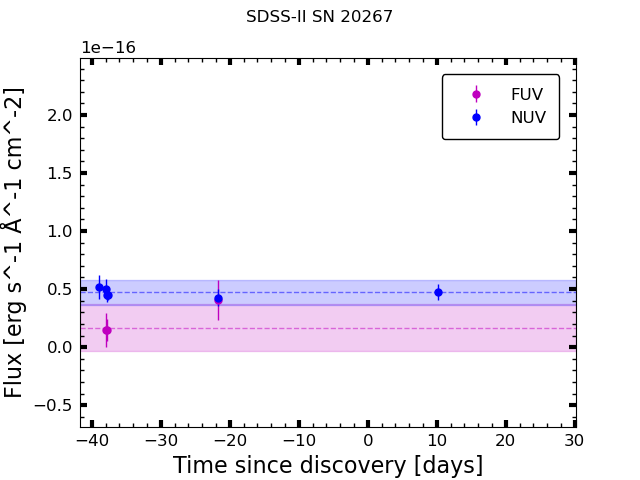 SDSS-II SN 20267
1e−16
FUV
NUV
2.0
1.5
1.0
0.5
0.0
−0.5
Flux [erg s^-1 Å^-1 cm^-2]
−40 −30 −20 −10 0 10 20 30
Time since discovery [days]